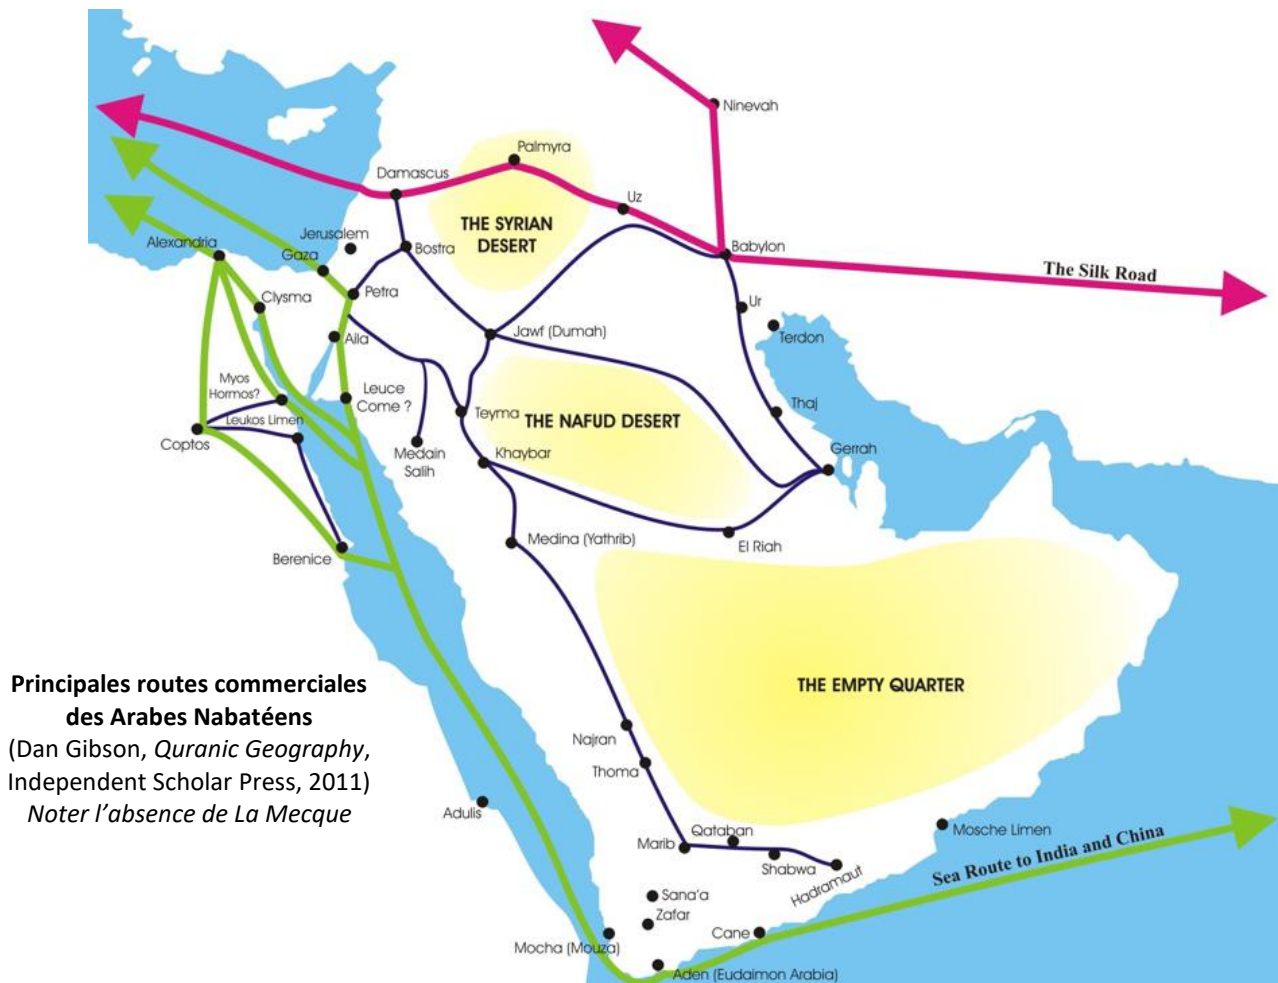 Ninevah
Palmyra
Damascus
Uz
THE SYRIAN
DESERT
Jerusalem
Alexandria
Gaza
Bostra
Babylon
The Silk Road
Clysma
Petra
Ur
Terdon
Aila
Jawf (Dumah)
Myos
Hormos?
Leuce
Come ?
Leukos Limen
Teyma
THE NAFUD DESERT
Thaj
Coptos
Medain
Salih
Khaybar
Gerrah
Medina (Yathrib)
El Riah
Berenice
THE EMPTY QUARTER
Principales routes commerciales
des Arabes Nabatéens
(Dan Gibson, Quranic Geography,
Independent Scholar Press, 2011)
Noter l’absence de La Mecque
Najran
Thoma
Adulis
Marib
Qataban
Shabwa
Hadramaut
Mosche Limen
Sea Route to India and China
Sana'a
Zafar
Mocha (Mouza)
Cane
Aden (Eudaimon Arabia)